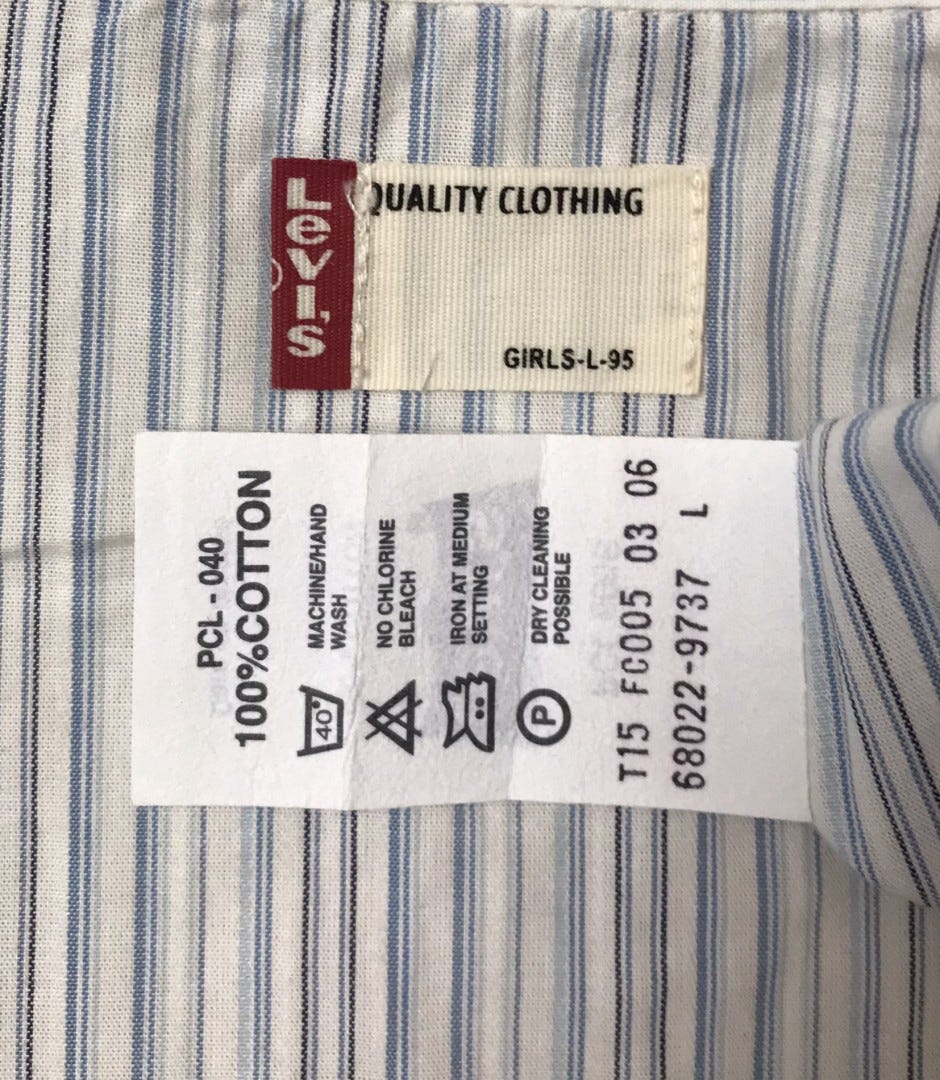 LEVI'S
QUALITY CLOTHING
GIRLS-L-95
PCL - 040
100%COTTON
40°
MACHINE/HAND
WASH
NO CHLORINE
BLEACH
IRON AT MEDIUM
SETTING
P
DRY CLEANING
POSSIBLE
T15 FC005 03 06
68022-9737 L